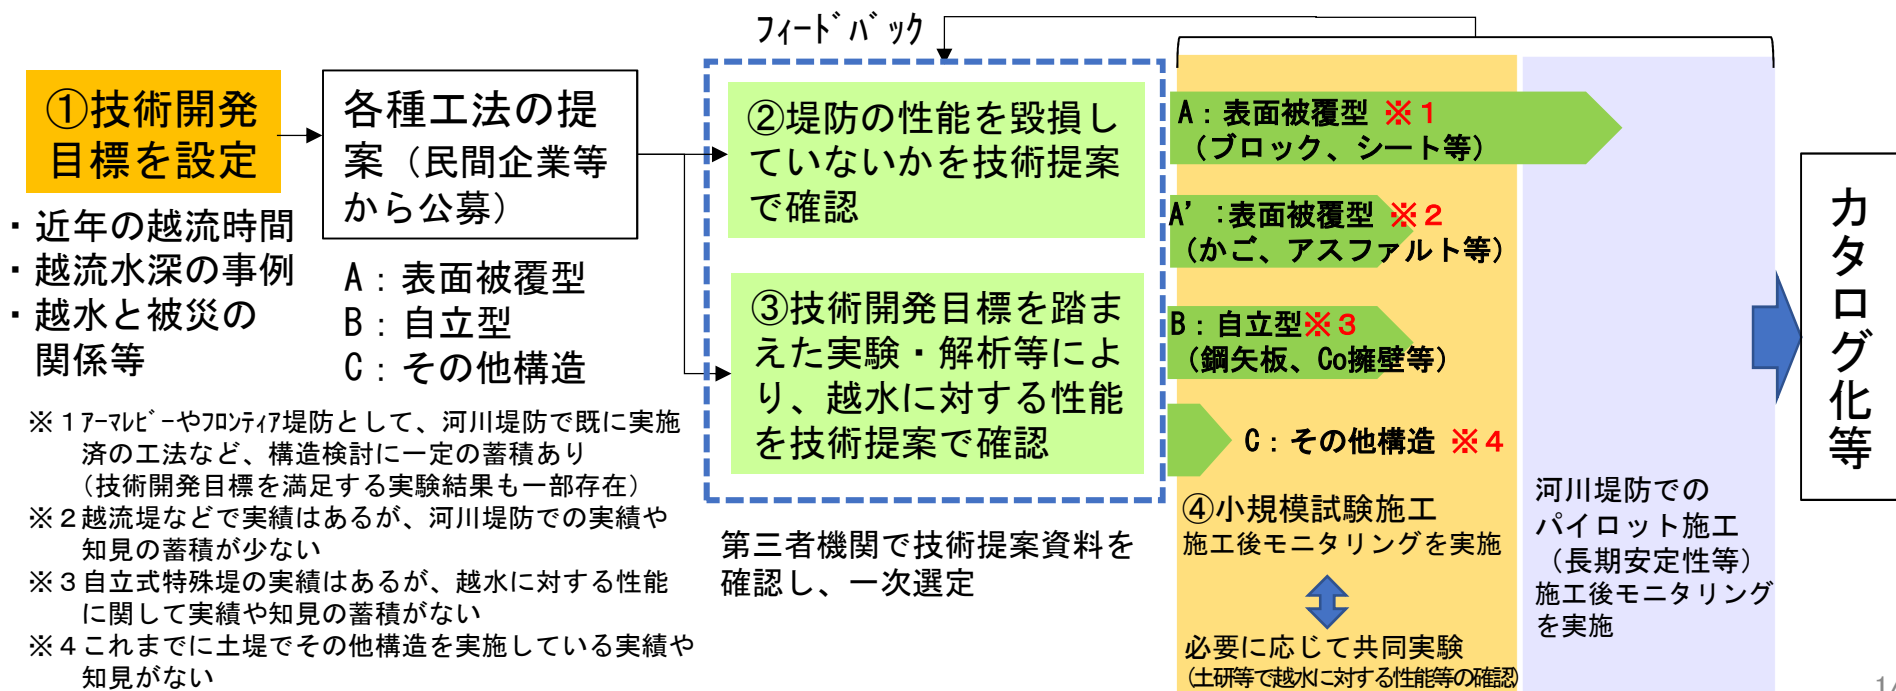 フィードバック
①技術開発
目標を設定
・近年の越流時間
・越流水深の事例
・越水と被災の
関係等
各種工法の提
案（民間企業等
から公募）
A：表面被覆型
B：自立型
C：その他構造
※１アーマレビーやフロンティア堤防として、河川堤防で既に実施
済の工法など、構造検討に一定の蓄積あり
（技術開発目標を満足する実験結果も一部存在）
※２越流堤などで実績はあるが、河川堤防での実績や
知見の蓄積が少ない
※３自立式特殊堤の実績はあるが、越水に対する性能
に関して実績や知見の蓄積がない
※４これまでに土堤でその他構造を実施している実績や
知見がない
②堤防の性能を毀損し
ていないかを技術提案
で確認
③技術開発目標を踏ま
えた実験・解析等によ
り、越水に対する性能
を技術提案で確認
第三者機関で技術提案資料を
確認し、一次選定
A：表面被覆型 ※１
（ブロック、シート等）
A’：表面被覆型 ※２
（かご、アスファルト等）
B：自立型※３
（鋼矢板、Co擁壁等）
C：その他構造 ※４
④小規模試験施工
施工後モニタリングを実施
必要に応じて共同実験
（土研等で越水に対する性能等の確認）
河川堤防での
パイロット施工
（長期安定性等）
施工後モニタリング
を実施
カタログ化等